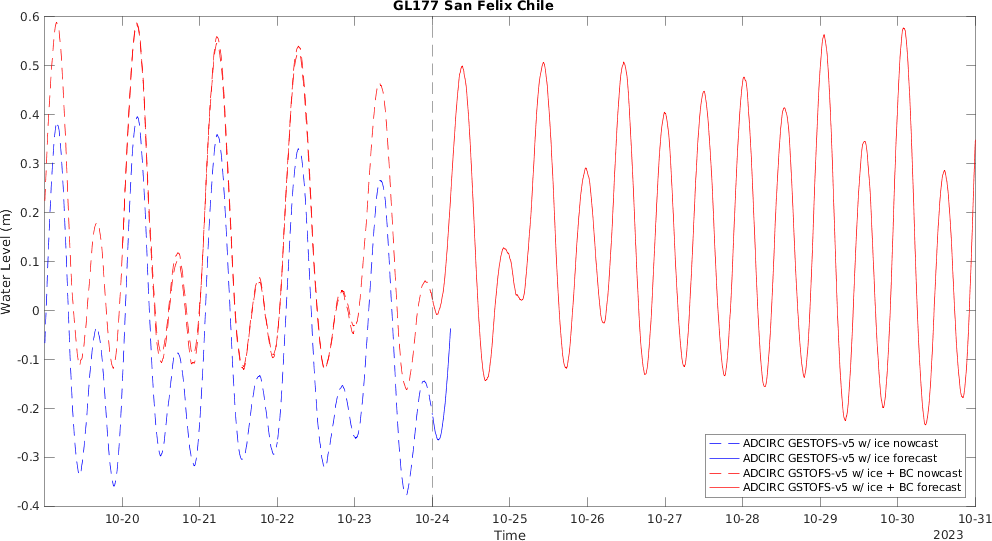 GL177 San Felix Chile
0.6
0.5
0.4
0.3
0.2
0.1
0
-0.1
-0.2
-0.3
-0.4
Water Level (m)
ADCIRC GESTOFS-v5 w/ ice nowcast
ADCIRC GESTOFS-v5 w/ ice forecast
ADCIRC GSTOFS-v5 w/ ice + BC nowcast
ADCIRC GSTOFS-v5 w/ ice + BC forecast
10-20 10-21 10-22 10-23 10-24 10-25 10-26 10-27 10-28 10-29 10-30 10-31
Time
2023